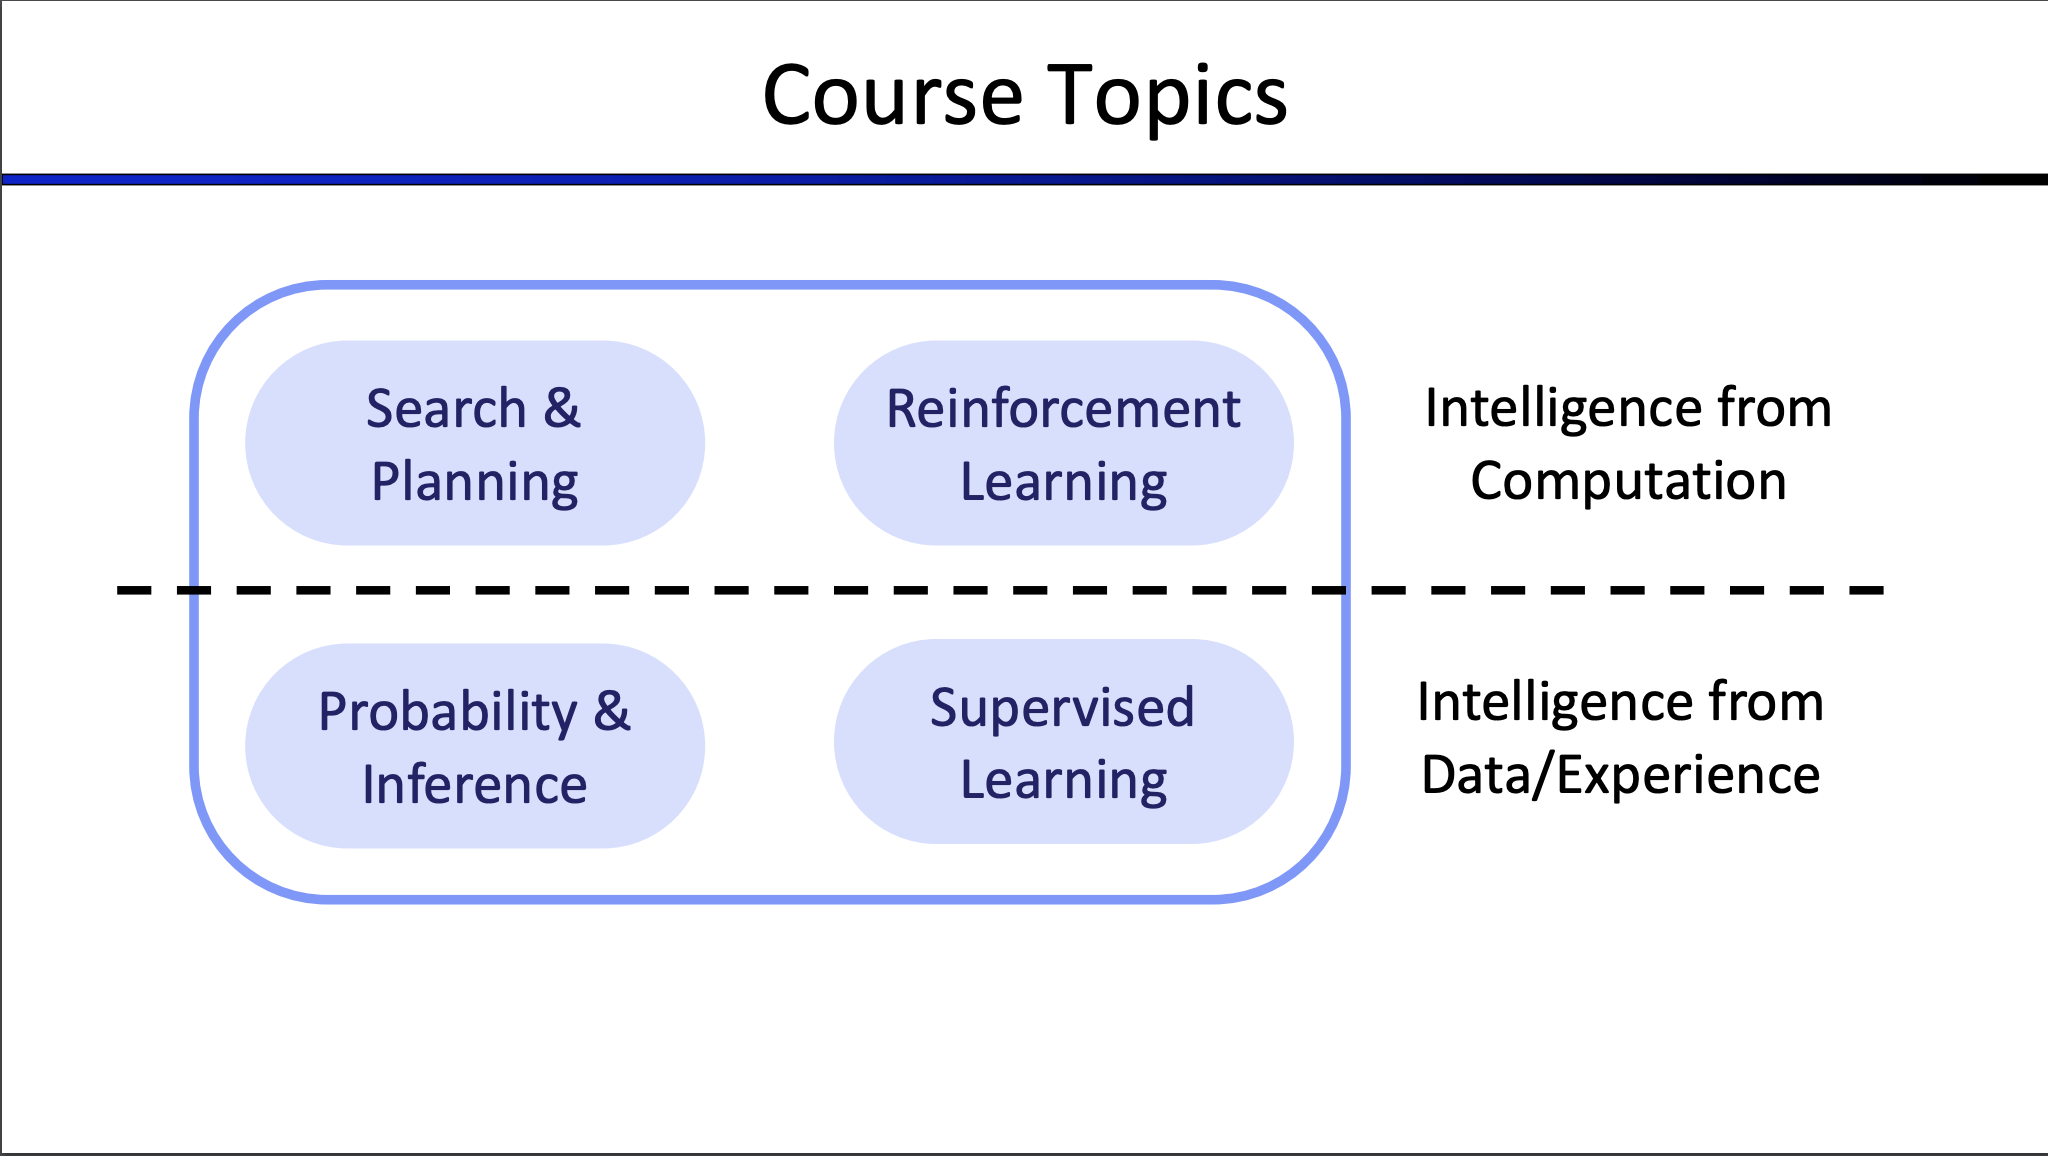 Course Topics
Search &
Planning
Reinforcement
Learning
Intelligence from
Computation
Probability &
Inference
Supervised
Learning
Intelligence from
Data/Experience